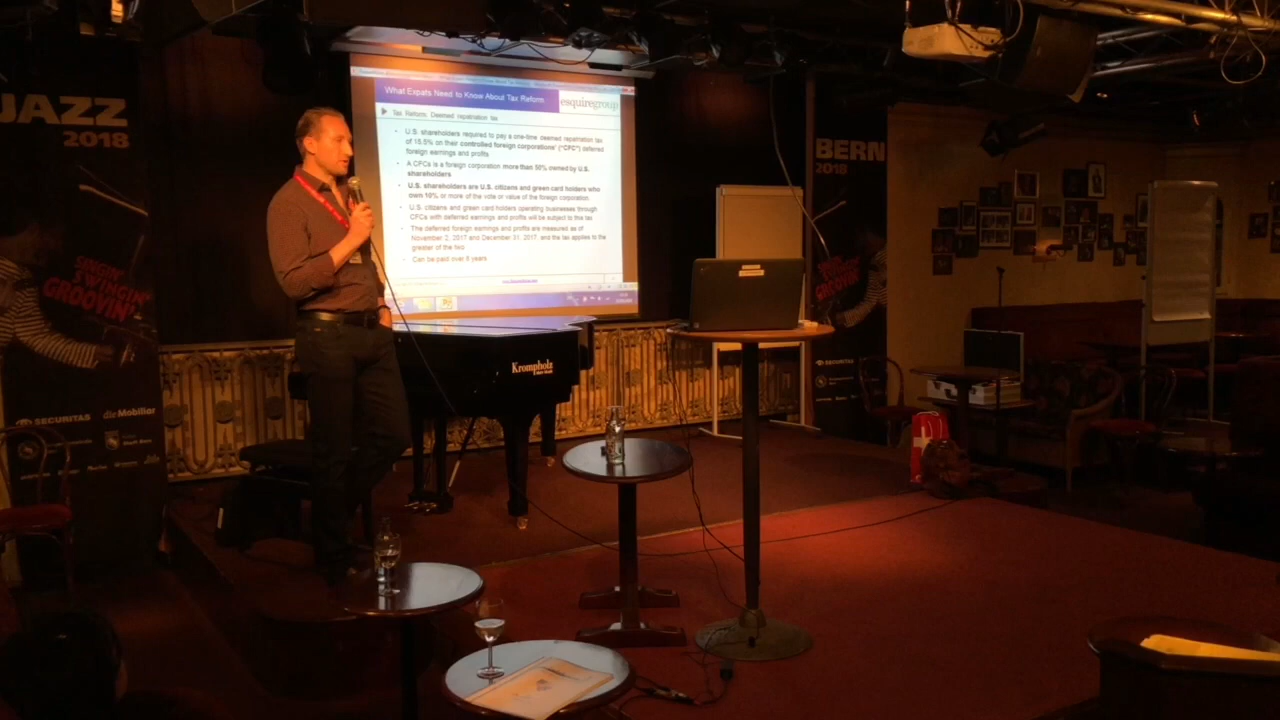 JAZZ
2018
SWINGIN'
GROOVIN'
SECURITAS
die Mobiliar
What Expats Need to Know About Tax Reform
esquiregroup
Tax Reform: Deemed repatriation tax
U.S. shareholders required to pay a one-time deemed repatriation tax
of 15.5% on their controlled foreign corporations' ("CFC") deferred
foreign earnings and profits
A CFCs is a foreign corporation more than 50% owned by U.S.
shareholders
U.S. shareholders are U.S. citizens and green card holders who
own 10% or more of the vote or value of the foreign corporation.
U.S. citizens and green card holders operating businesses through
CFCs with deferred earnings and profits will be subject to this tax
The deferred foreign earnings and profits are measured as of
November 2, 2017 and December 31, 2017, and the tax applies to the
greater of the two
Can be paid over 8 years
Krompholz
BERN
2018
GROOVIN'
SECURITAS